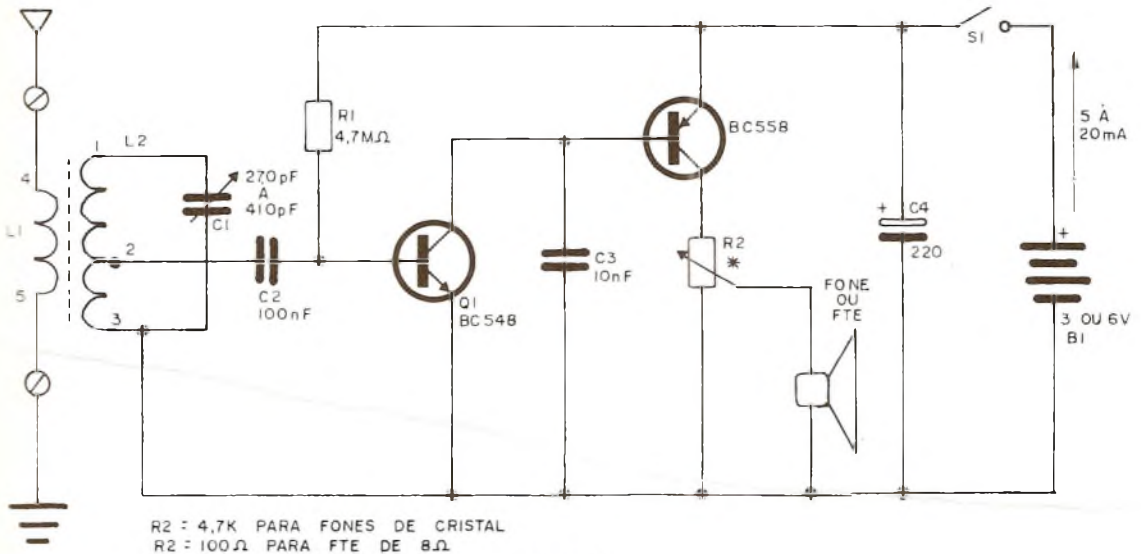 S1
R1
4,7MΩ
BC558
5 À
20mA
1
L2
4
270pF
A
410pF
C1
+
C4
220
L1
2
R2
*
+
C3
10nF
FONE
OU
FTE
5
3
C2
100nF
Q1
BC548
3 OU 6V
B1
R2 = 4,7K PARA FONES DE CRISTAL
R2 = 100Ω PARA FTE DE 8Ω